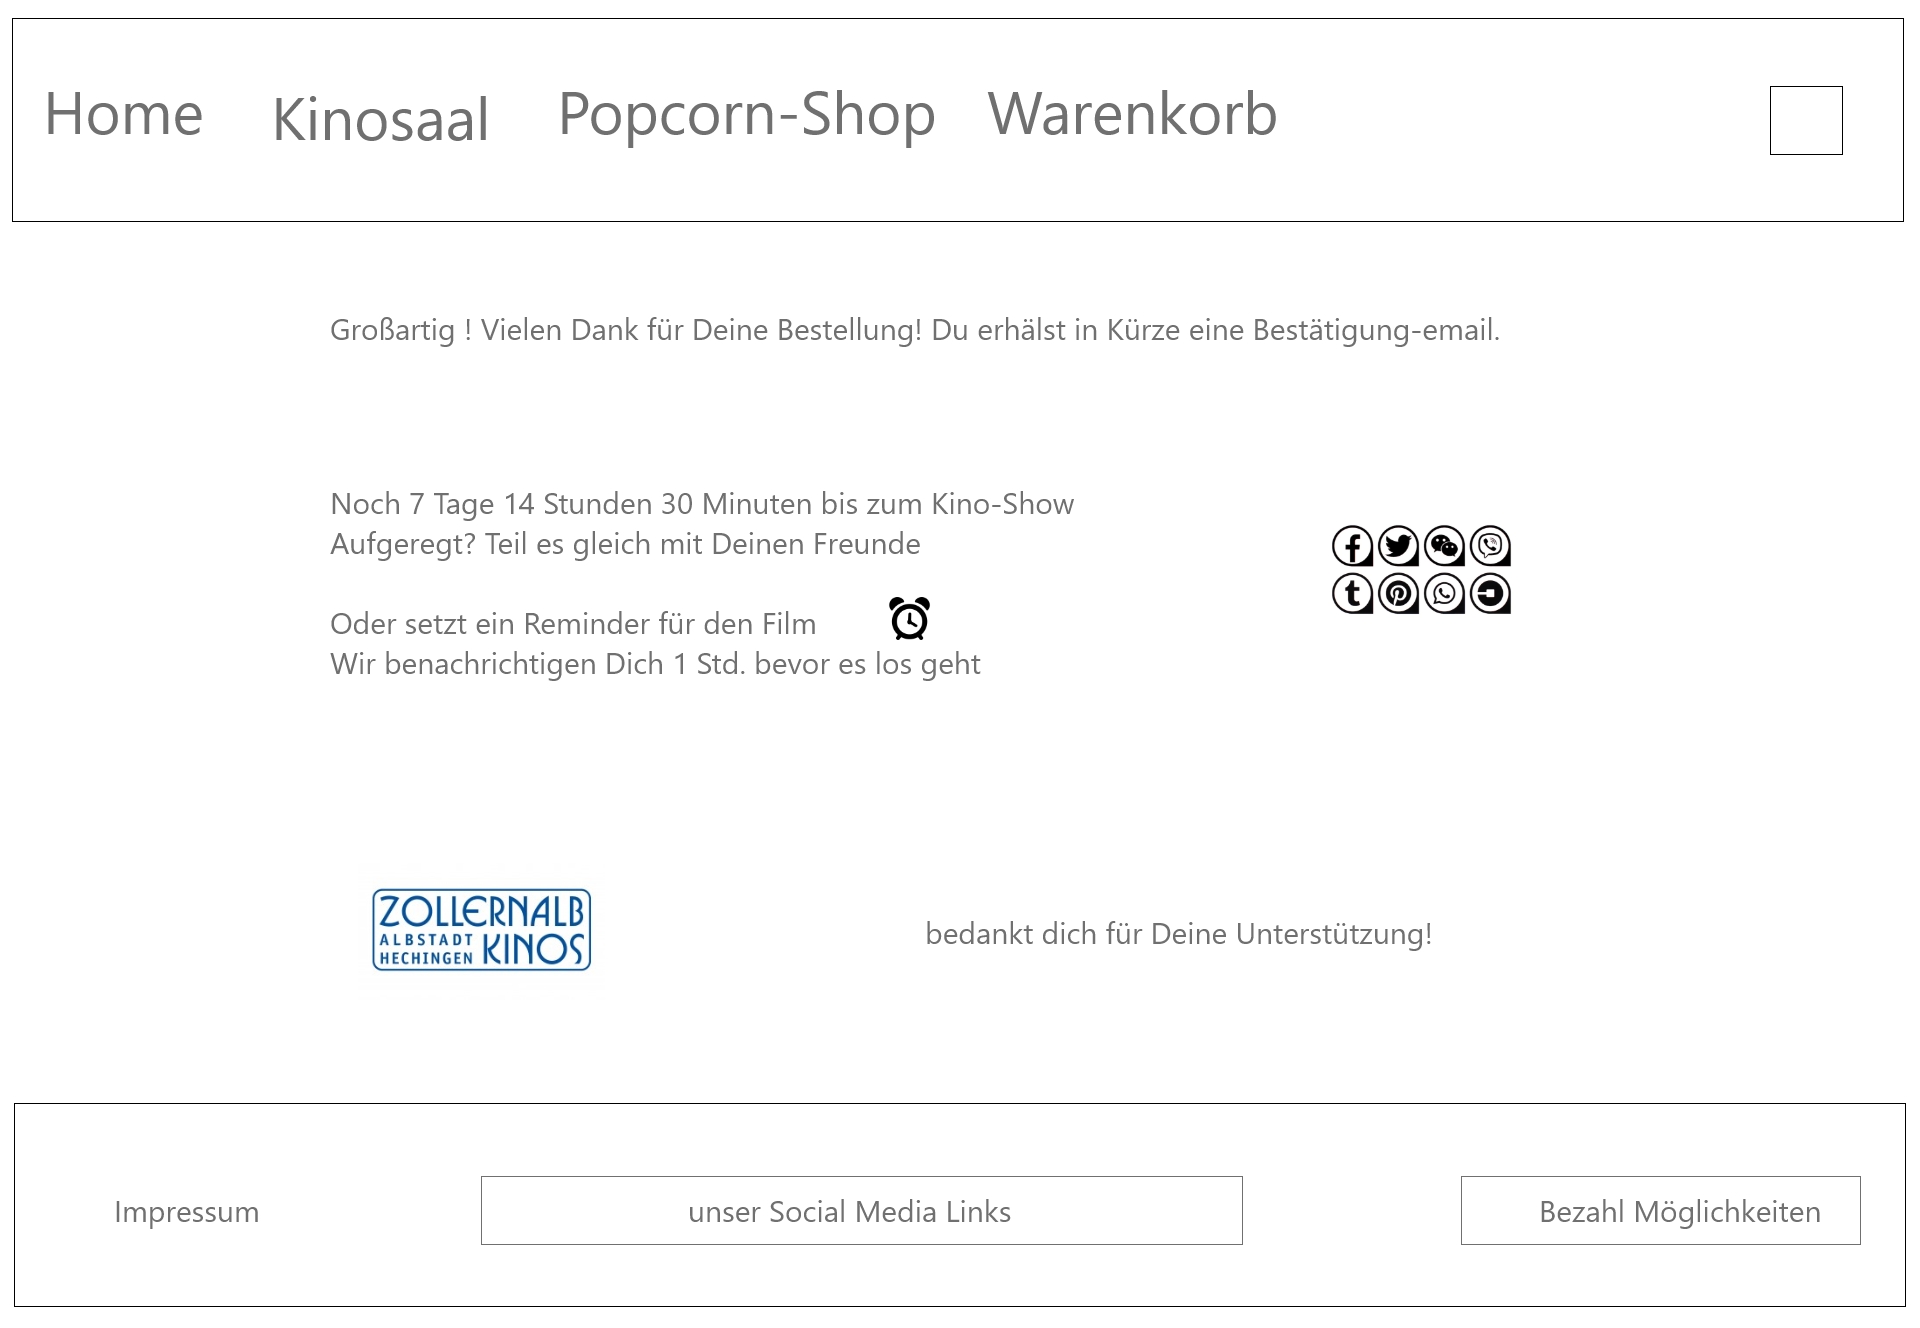 Home Kinosaal Popcorn-Shop Warenkorb
Großartig ! Vielen Dank für Deine Bestellung! Du erhälst in Kürze eine Bestätigung-email.
Noch 7 Tage 14 Stunden 30 Minuten bis zum Kino-Show
Aufgeregt? Teil es gleich mit Deinen Freunde
Oder setzt ein Reminder für den Film
Wir benachrichtigen Dich 1 Std. bevor es los geht
ZOLLERNALB
ALBSTADT
HECHINGEN
KINOS
bedankt dich für Deine Unterstützung!
Impressum
unser Social Media Links
Bezahl Möglichkeiten